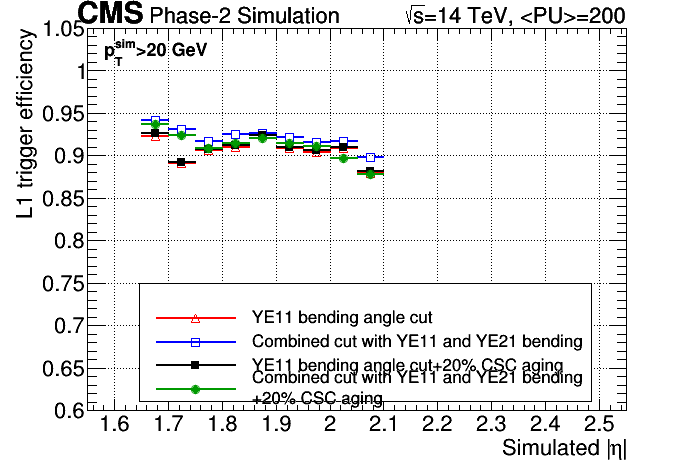 CMS Phase-2 Simulation √s=14 TeV, <PU>=200
p_T^sim>20 GeV
L1 trigger efficiency
1.05
1
0.95
0.9
0.85
0.8
0.75
0.7
0.65
0.6
YE11 bending angle cut
Combined cut with YE11 and YE21 bending
YE11 bending angle cut+20% CSC aging
Combined cut with YE11 and YE21 bending
+20% CSC aging
1.6 1.7 1.8 1.9 2 2.1 2.2 2.3 2.4 2.5
Simulated |η|